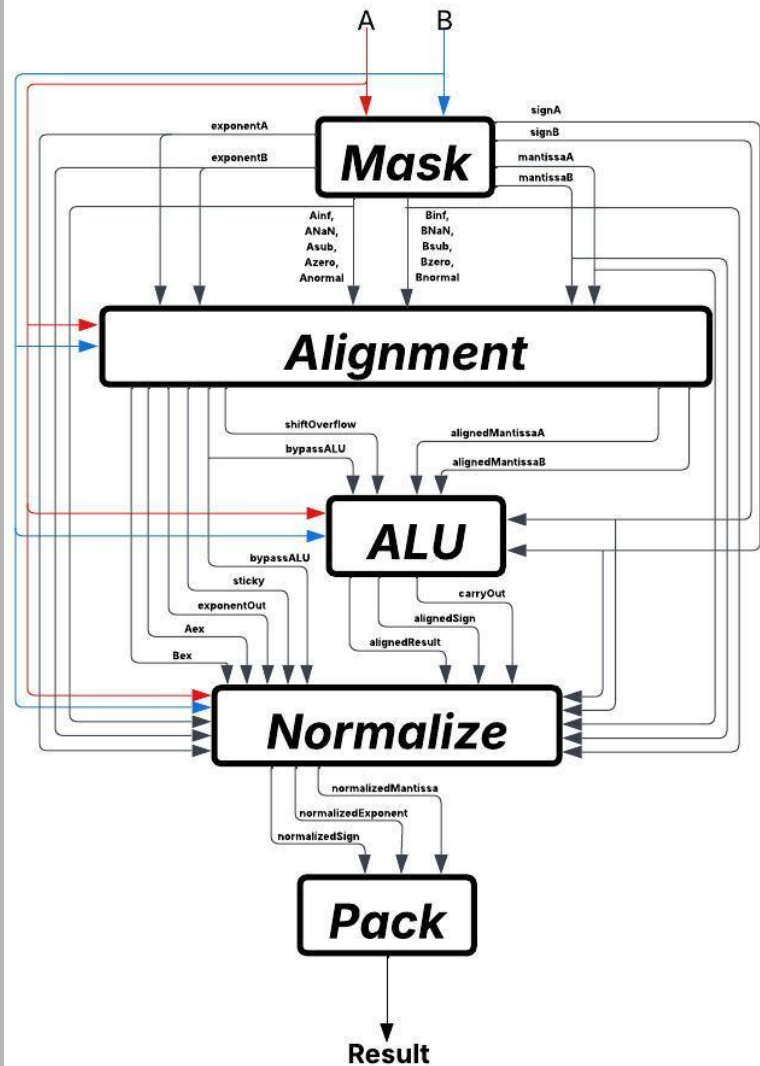 A
B
signA
exponentA
signB
Mask
exponentB
mantissaA
mantissaB
Ainf,
ANaN,
Asub,
Azero,
Anormal
Binf,
BNaN,
Bsub,
Bzero,
Bnormal
Alignment
shiftOverflow
alignedMantissaA
bypassALU
alignedMantissaB
ALU
bypassALU
sticky
carryOut
exponentOut
alignedSign
Aex
alignedResult
Bex
Normalize
normalizedMantissa
normalizedExponent
normalizedSign
Pack
Result